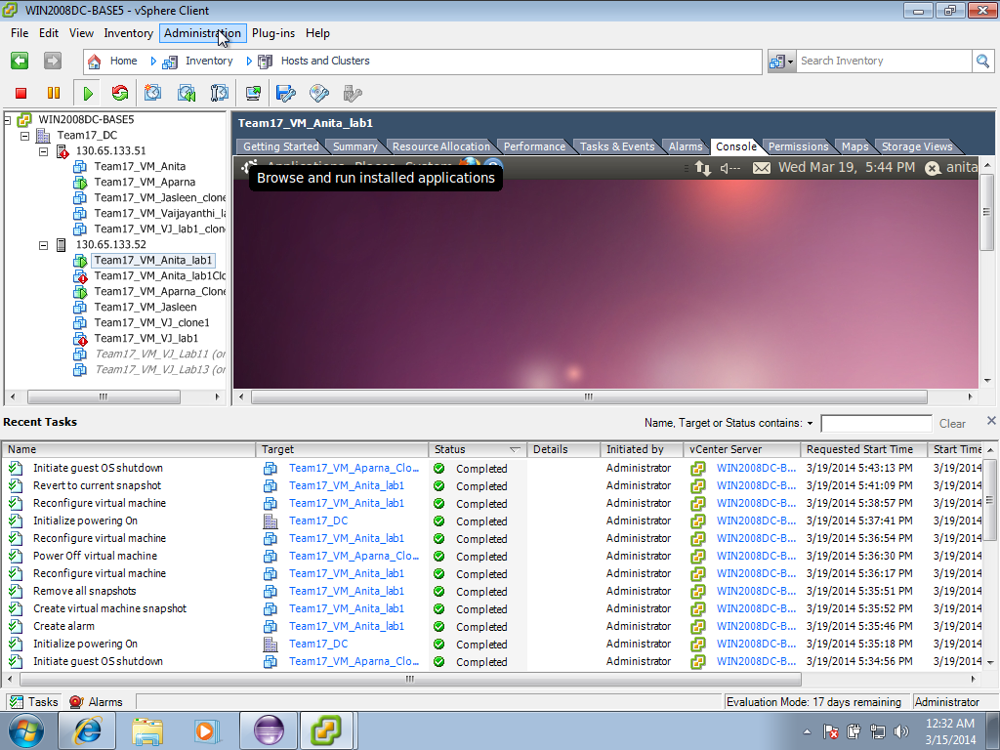 WIN2008DC-BASE5 - vSphere Client
File Edit View Inventory Administration Plug-ins Help
Home Inventory Hosts and Clusters
Search Inventory
WIN2008DC-BASE5
Team17_DC
130.65.133.51
Team17_VM_Anita
Team17_VM_Aparna
Team17_VM_Jasleen_clone
Team17_VM_Vaijayanthi_la
Team17_VM_VJ_lab1_clon
130.65.133.52
Team17_VM_Anita_lab1
Team17_VM_Anita_lab1Clo
Team17_VM_Aparna_Clone
Team17_VM_Jasleen
Team17_VM_VJ_clone1
Team17_VM_VJ_lab1
Team17_VM_VJ_Lab11 (or
Team17_VM_VJ_Lab13 (or
Team17_VM_Anita_lab1
Getting Started Summary Resource Allocation Performance Tasks & Events Alarms Console Permissions Maps Storage Views
Wed Mar 19, 5:44 PM anita
Browse and run installed applications
Recent Tasks
Name, Target or Status contains: Clear
Name Target Status Details Initiated by vCenter Server Requested Start Time Start Time
Initiate guest OS shutdown Team17_VM_Aparna_Clo... Completed Administrator WIN2008DC-B... 3/19/2014 5:43:13 PM 3/19/2014
Revert to current snapshot Team17_VM_Anita_lab1 Completed Administrator WIN2008DC-B... 3/19/2014 5:41:09 PM 3/19/2014
Reconfigure virtual machine Team17_VM_Anita_lab1 Completed Administrator WIN2008DC-B... 3/19/2014 5:38:57 PM 3/19/2014
Initialize powering On Team17_DC Completed Administrator WIN2008DC-B... 3/19/2014 5:37:41 PM 3/19/2014
Reconfigure virtual machine Team17_VM_Anita_lab1 Completed Administrator WIN2008DC-B... 3/19/2014 5:36:54 PM 3/19/2014
Power Off virtual machine Team17_VM_Aparna_Clo... Completed Administrator WIN2008DC-B... 3/19/2014 5:36:30 PM 3/19/2014
Reconfigure virtual machine Team17_VM_Anita_lab1 Completed Administrator WIN2008DC-B... 3/19/2014 5:36:17 PM 3/19/2014
Remove all snapshots Team17_VM_Anita_lab1 Completed Administrator WIN2008DC-B... 3/19/2014 5:35:51 PM 3/19/2014
Create virtual machine snapshot Team17_VM_Anita_lab1 Completed Administrator WIN2008DC-B... 3/19/2014 5:35:52 PM 3/19/2014
Create alarm Team17_VM_Anita_lab1 Completed Administrator WIN2008DC-B... 3/19/2014 5:35:46 PM 3/19/2014
Initialize powering On Team17_DC Completed Administrator WIN2008DC-B... 3/19/2014 5:35:18 PM 3/19/2014
Initiate guest OS shutdown Team17_VM_Aparna_Clo... Completed Administrator WIN2008DC-B... 3/19/2014 5:34:56 PM 3/19/2014
Tasks Alarms Evaluation Mode: 17 days remaining Administrator
12:32 AM
3/15/2014